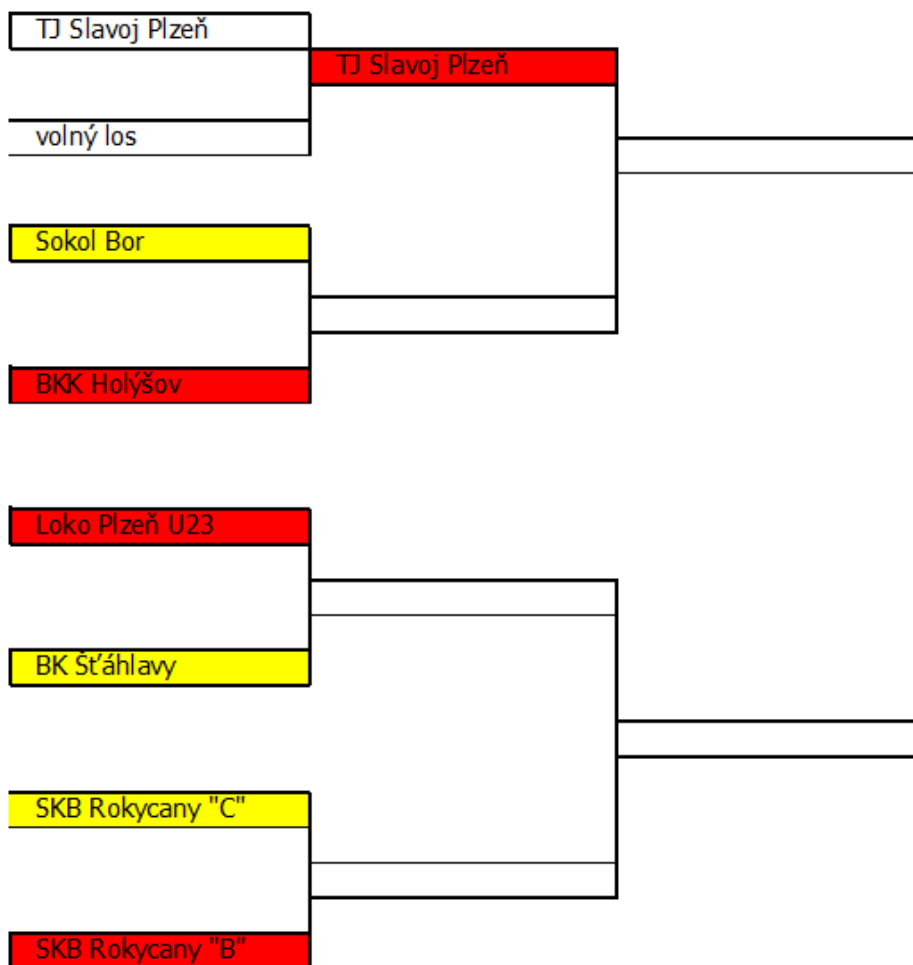 TJ Slavoj Plzeň
TJ Slavoj Plzeň
volný los
Sokol Bor
BKK Holýšov
Loko Plzeň U23
BK Šťáhlavy
SKB Rokycany "C"
SKB Rokycany "B"